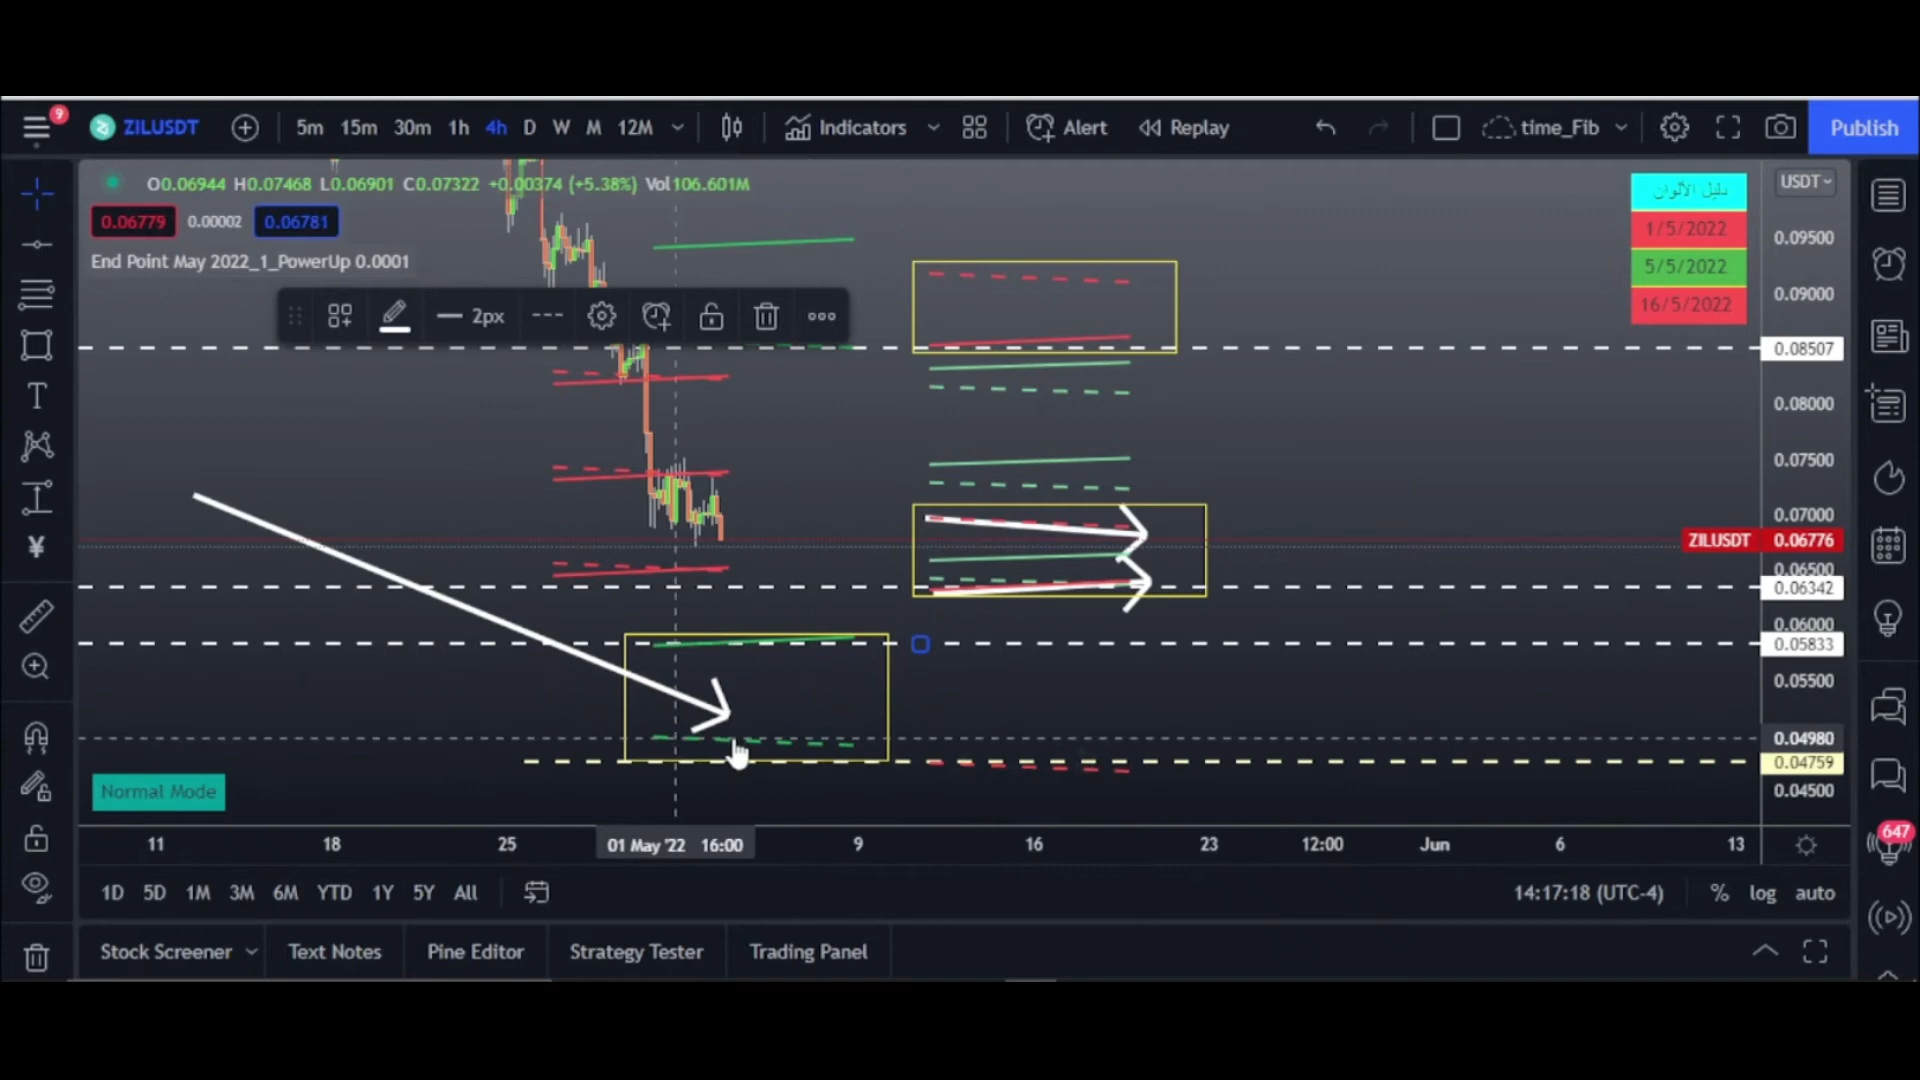 9
ZILUSDT 5m 15m 30m 1h 4h D W M 12M Indicators Alert Replay time_Fib Publish
O0.06944 H0.07468 L0.06901 C0.07322 +0.00374 (+5.38%) Vol106.601M
0.06779 0.00002 0.06781
End Point May 2022_1_PowerUp 0.0001
2px
T
¥
دليل الألوان
1/5/2022
5/5/2022
16/5/2022
USDT
0.09500
0.09000
0.08507
0.08000
0.07500
0.07000
ZILUSDT 0.06776
0.06500
0.06342
0.06000
0.05833
0.05500
0.04980
0.04759
0.04500
Normal Mode
11 18 25 01 May '22 16:00 9 16 23 12:00 Jun 6 13
647
1D 5D 1M 3M 6M YTD 1Y 5Y All 14:17:18 (UTC-4) % log auto
Stock Screener Text Notes Pine Editor Strategy Tester Trading Panel